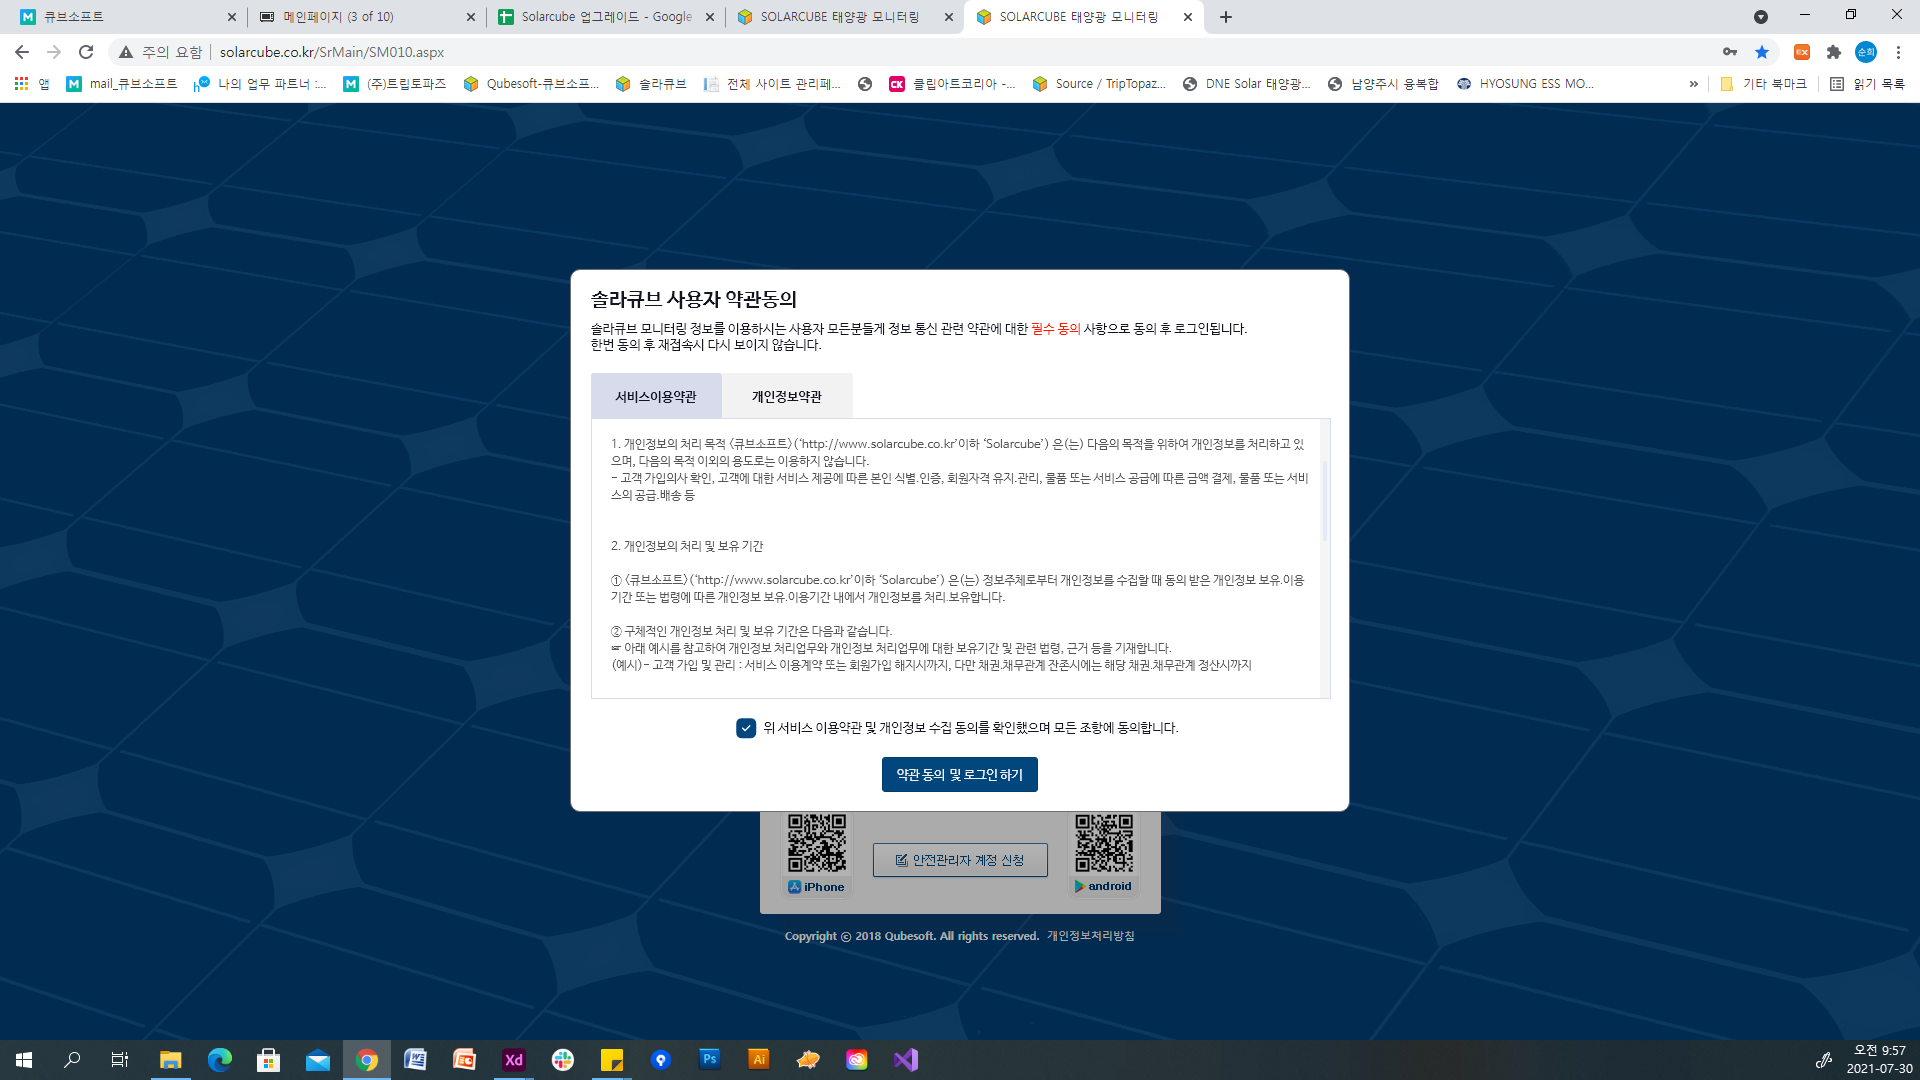 큐브소프트
메인페이지 (3 of 10)
Solarcube 업그레이드 - Google
SOLARCUBE 태양광 모니터링
SOLARCUBE 태양광 모니터링
주의 요함
solarcube.co.kr/SrMain/SM010.aspx
앱
mail_큐브소프트
나의 업무 파트너 :...
(주)트립토파즈
Qubesoft-큐브소프...
솔라큐브
전체 사이트 관리페...
클립아트코리아 -...
Source / TripTopaz...
DNE Solar 태양광...
남양주시 융복합
HYOSUNG ESS MO...
기타 북마크
읽기 목록
솔라큐브 사용자 약관동의
솔라큐브 모니터링 정보를 이용하시는 사용자 모든분들게 정보 통신 관련 약관에 대한 필수 동의 사항으로 동의 후 로그인됩니다.
한번 동의 후 재접속시 다시 보이지 않습니다.
서비스이용약관
개인정보약관
1. 개인정보의 처리 목적 <큐브소프트>(‘http://www.solarcube.co.kr’이하 ‘Solarcube’) 은(는) 다음의 목적을 위하여 개인정보를 처리하고 있
으며, 다음의 목적 이외의 용도로는 이용하지 않습니다.
- 고객 가입의사 확인, 고객에 대한 서비스 제공에 따른 본인 식별.인증, 회원자격 유지.관리, 물품 또는 서비스 공급에 따른 금액 결제, 물품 또는 서비
스의 공급.배송 등
2. 개인정보의 처리 및 보유 기간
① <큐브소프트>(‘http://www.solarcube.co.kr’이하 ‘Solarcube’) 은(는) 정보주체로부터 개인정보를 수집할 때 동의 받은 개인정보 보유.이용
기간 또는 법령에 따른 개인정보 보유.이용기간 내에서 개인정보를 처리.보유합니다.
② 구체적인 개인정보 처리 및 보유 기간은 다음과 같습니다.
☞ 아래 예시를 참고하여 개인정보 처리업무와 개인정보 처리업무에 대한 보유기간 및 관련 법령, 근거 등을 기재합니다.
(예시)- 고객 가입 및 관리 : 서비스 이용계약 또는 회원가입 해지시까지, 다만 채권.채무관계 잔존시에는 해당 채권.채무관계 정산시까지
위 서비스 이용약관 및 개인정보 수집 동의를 확인했으며 모든 조항에 동의합니다.
약관 동의 및 로그인 하기
안전관리자 계정 신청
iPhone
android
Copyright © 2018 Qubesoft. All rights reserved. 개인정보처리방침
오전 9:57
2021-07-30